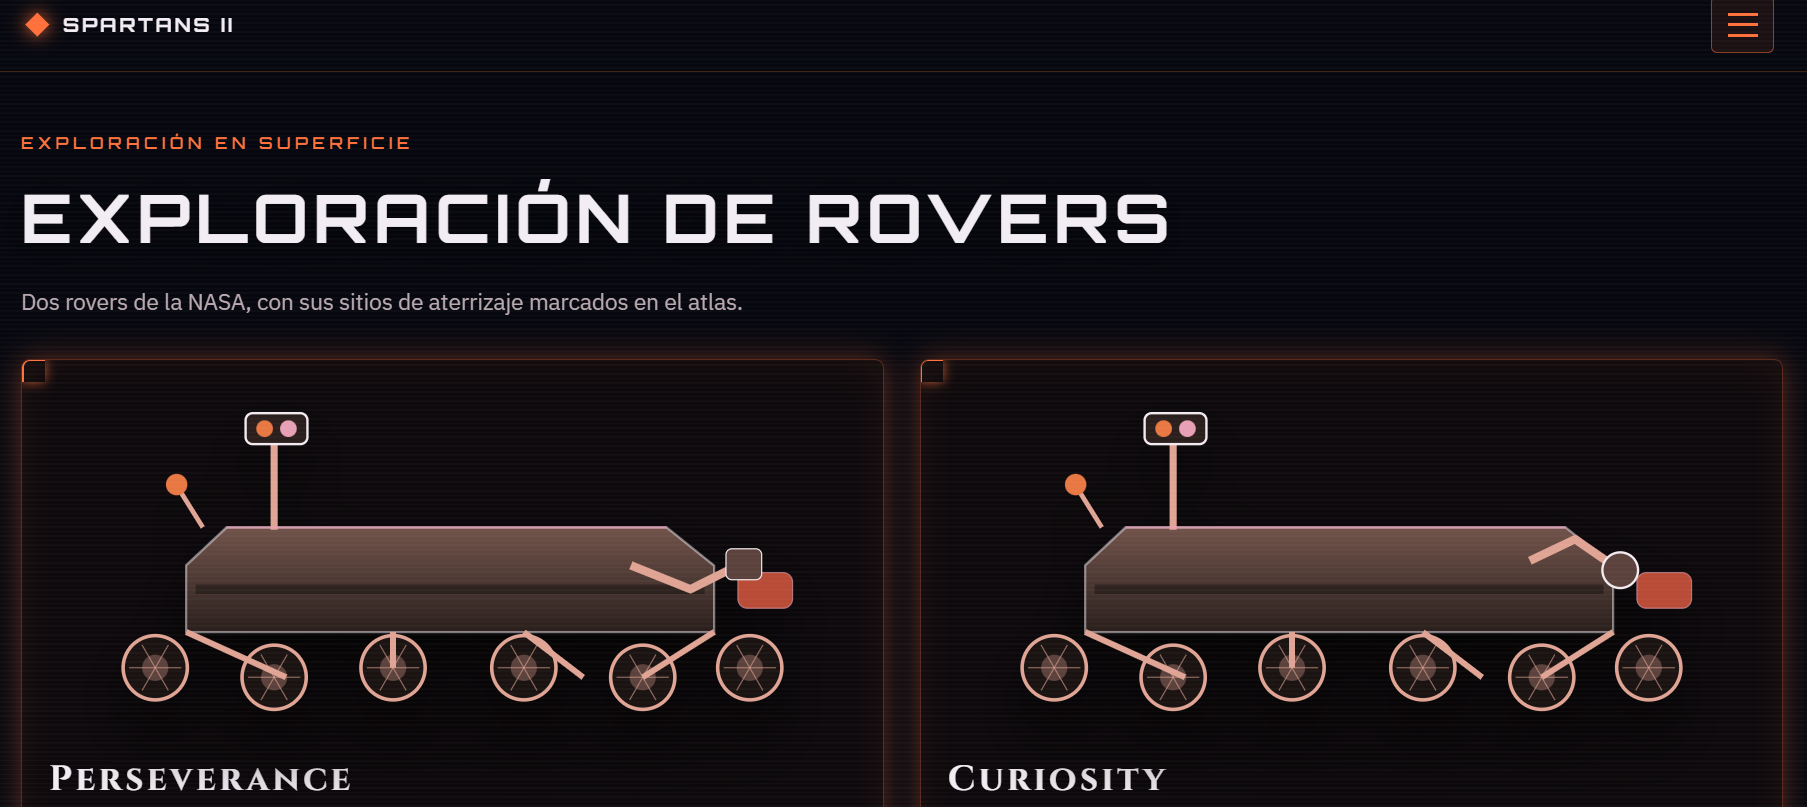 SPARTANS II
EXPLORACIÓN EN SUPERFICIE
EXPLORACIÓN DE ROVERS
Dos rovers de la NASA, con sus sitios de aterrizaje marcados en el atlas.
Perseverance
Curiosity